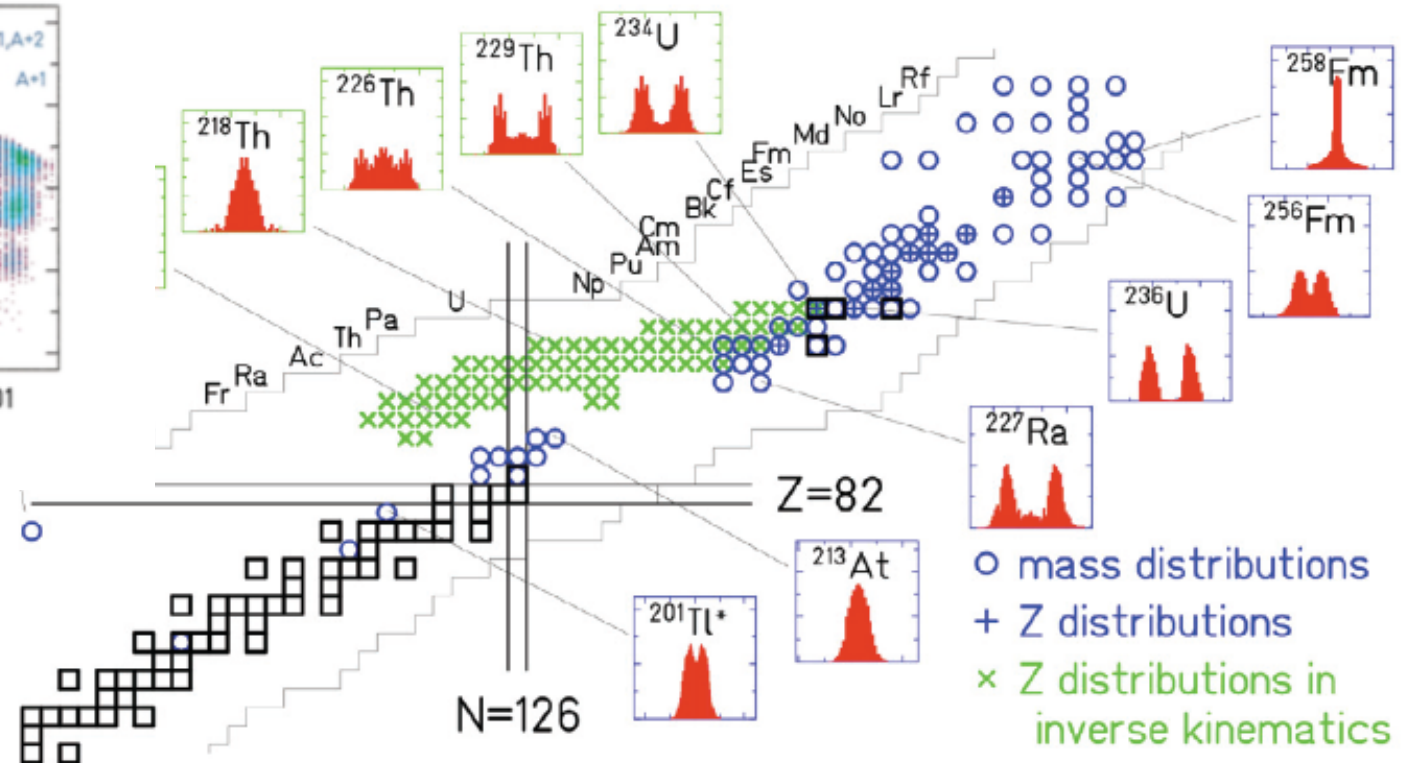 1,A+2
A+1
01
218Th
226Th
229Th
234U
258Fm
256Fm
236U
227Ra
213At
201Tl*
Fr
Ra
Ac
Th
Pa
U
Np
Pu
Am
Cm
Bk
Cf
Es
Fm
Md
No
Lr
Rf
Z=82
N=126
mass distributions
Z distributions
Z distributions in
inverse kinematics